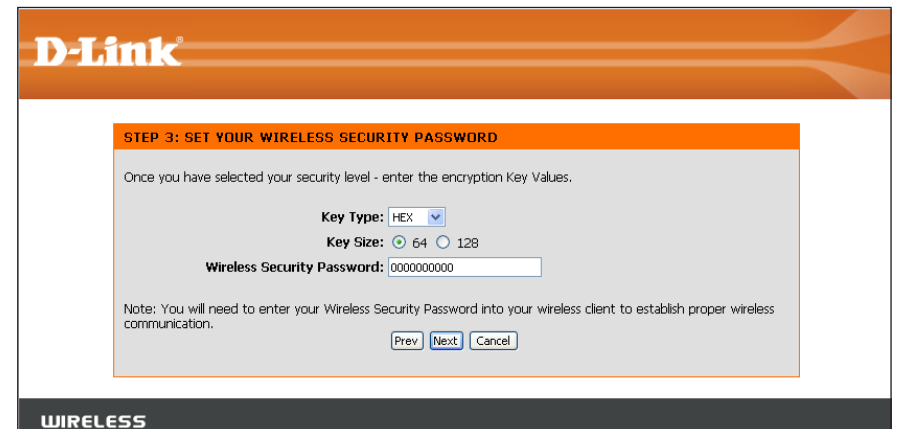 D-Link®
STEP 3: SET YOUR WIRELESS SECURITY PASSWORD
Once you have selected your security level - enter the encryption Key Values.
Key Type: HEX
Key Size: 64 128
Wireless Security Password: 0000000000
Note: You will need to enter your Wireless Security Password into your wireless client to establish proper wireless
communication.
Prev Next Cancel
WIRELESS